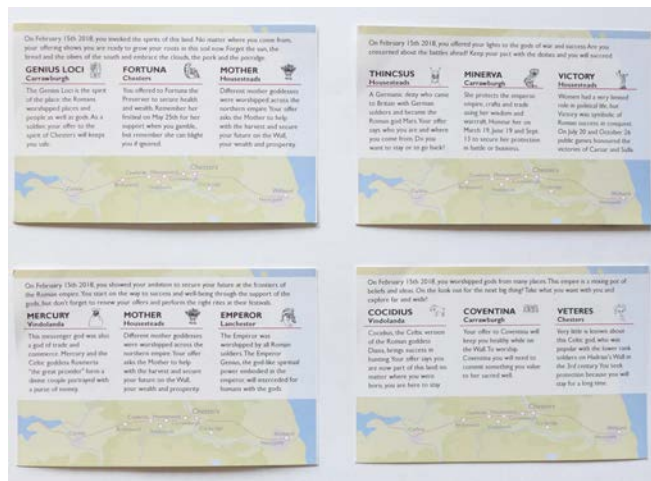 On February 15th 2018, you invoked the spirits of this land. No matter where you come from,
your offering shows you are ready to grow your roots in this soil now. Forget the sun, the
bread and the olives of the south and embrace the clouds, the pork and the porridge.
GENIUS LOCI
Carrawburgh
The Genius Loci is the spirit
of the place. Romans
worshipped places and
people as well as gods. As a
soldier, your offer to the
spirit of Chesters will keeps
you safe.
FORTUNA
Chesters
You offered to Fortuna the
Preserver to secure health
and wealth. Remember her
festival on May 25th for her
support when you gamble,
but remember she can blight
you if ignored.
MOTHER
Housesteads
Different mother goddesses
were worshipped across the
northern empire. Your offer
asks the Mother to help
with the harvest and secure
your future on the Wall,
your wealth and prosperity.
Chesters
On February 15th 2018, you offered your lights to the gods of war and success. Are you
concerned about the battles ahead? Keep your pact with the deities and you will succeed.
THINCSUS
Housesteads
A Germanic deity who came
to Britain with German
soldiers and became the
Roman god Mars. Your offer
says who you are and where
you come from. Do you
want to stay or to go back?
MINERVA
Carrawburgh
She protects the emperor,
empire, crafts and trade
using her wisdom and
warcraft. Honour her on
March 19, June 19 and Sept.
13 to secure her protection
in battle or business.
VICTORY
Housesteads
Women had a very limited
role in political life, but
Victory was symbolic of
Roman success in conquest.
On July 20 and October 26
public games honoured the
victories of Caesar and Sulla.
Chesters
On February 15th 2018, you showed your ambition to secure your future at the frontiers of
the Roman empire. You start on the way to success and well-being through the support of the
gods, but don't forget to renew your offers and perform the right rites at their festivals.
MERCURY
Vindolanda
This messenger god was also
a god of trade and
commerce. Mercury and the
Celtic goddess Rosmerta
"the great provider" form a
divine couple portrayed with
a purse of money.
MOTHER
Housesteads
Different mother goddesses
were worshipped across the
northern empire. Your offer
asks the Mother to help
with the harvest and secure
your future on the Wall,
your wealth and prosperity.
EMPEROR
Lanchester
The Emperor was
worshipped by all Roman
soldiers. The Emperor
Genius, the god like spiritual
power embodied in the
emperor, will interceded for
humans with the gods.
Chesters
On February 15th 2018, you worshipped gods from many places. This empire is a mixing pot of
beliefs and ideas. On the look out for the next big thing? Take what you want with you and
explore far and wide!
COCIDIUS
Vindolanda
Cocidius, the Celtic version
of the Roman goddess
Diana, brings success in
hunting. Your offer says you
are now part of this land; no
matter where you were
born, you are here to stay.
COVENTINA
Carrawburgh
Your offer to Coventina will
keep you healthy while on
the Wall. To worship
Coventina you will need to
commit something you value
to her sacred well.
VETERES
Chesters
Very little is known about
this Celtic god, who was
popular with the lower rank
soldiers on Hadrian's Wall in
the 3rd century. You seek
protection because you will
stay for a long time.
Chesters